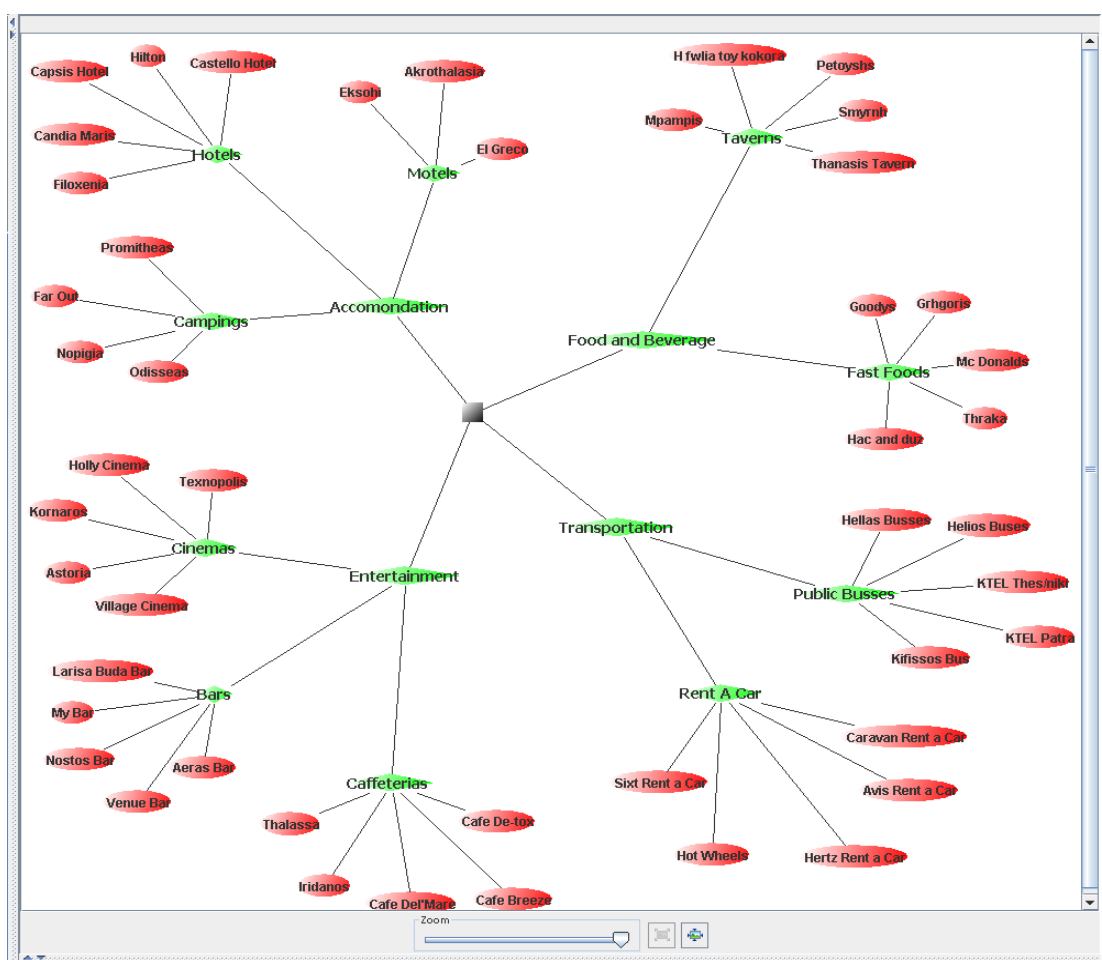 Hilton
Castello Hotel
Capsis Hotel
Candia Maris
Filoxenia
Hotels
Akrothalasia
Eksohi
El Greco
Motels
H fwlia toy kokora
Petoyshs
Mpampis
Smyrnh
Taverns
Thanasis Tavern
Promitheas
Far Out
Campings
Nopigia
Odisseas
Accomondation
Food and Beverage
Goodys
Grhgoris
Mc Donalds
Fast Foods
Thraka
Hac and duz
Holly Cinema
Texnopolis
Kornaros
Cinemas
Astoria
Village Cinema
Entertainment
Transportation
Hellas Busses
Helios Buses
KTEL Thes/niki
Public Busses
KTEL Patra
Kifissos Bus
Larisa Buda Bar
Bars
My Bar
Nostos Bar
Aeras Bar
Venue Bar
Rent A Car
Caravan Rent a Car
Sixt Rent a Car
Avis Rent a Car
Hot Wheels
Hertz Rent a Car
Caffeterias
Thalassa
Cafe De-tox
Iridanos
Cafe Del'Mare
Cafe Breeze
Zoom